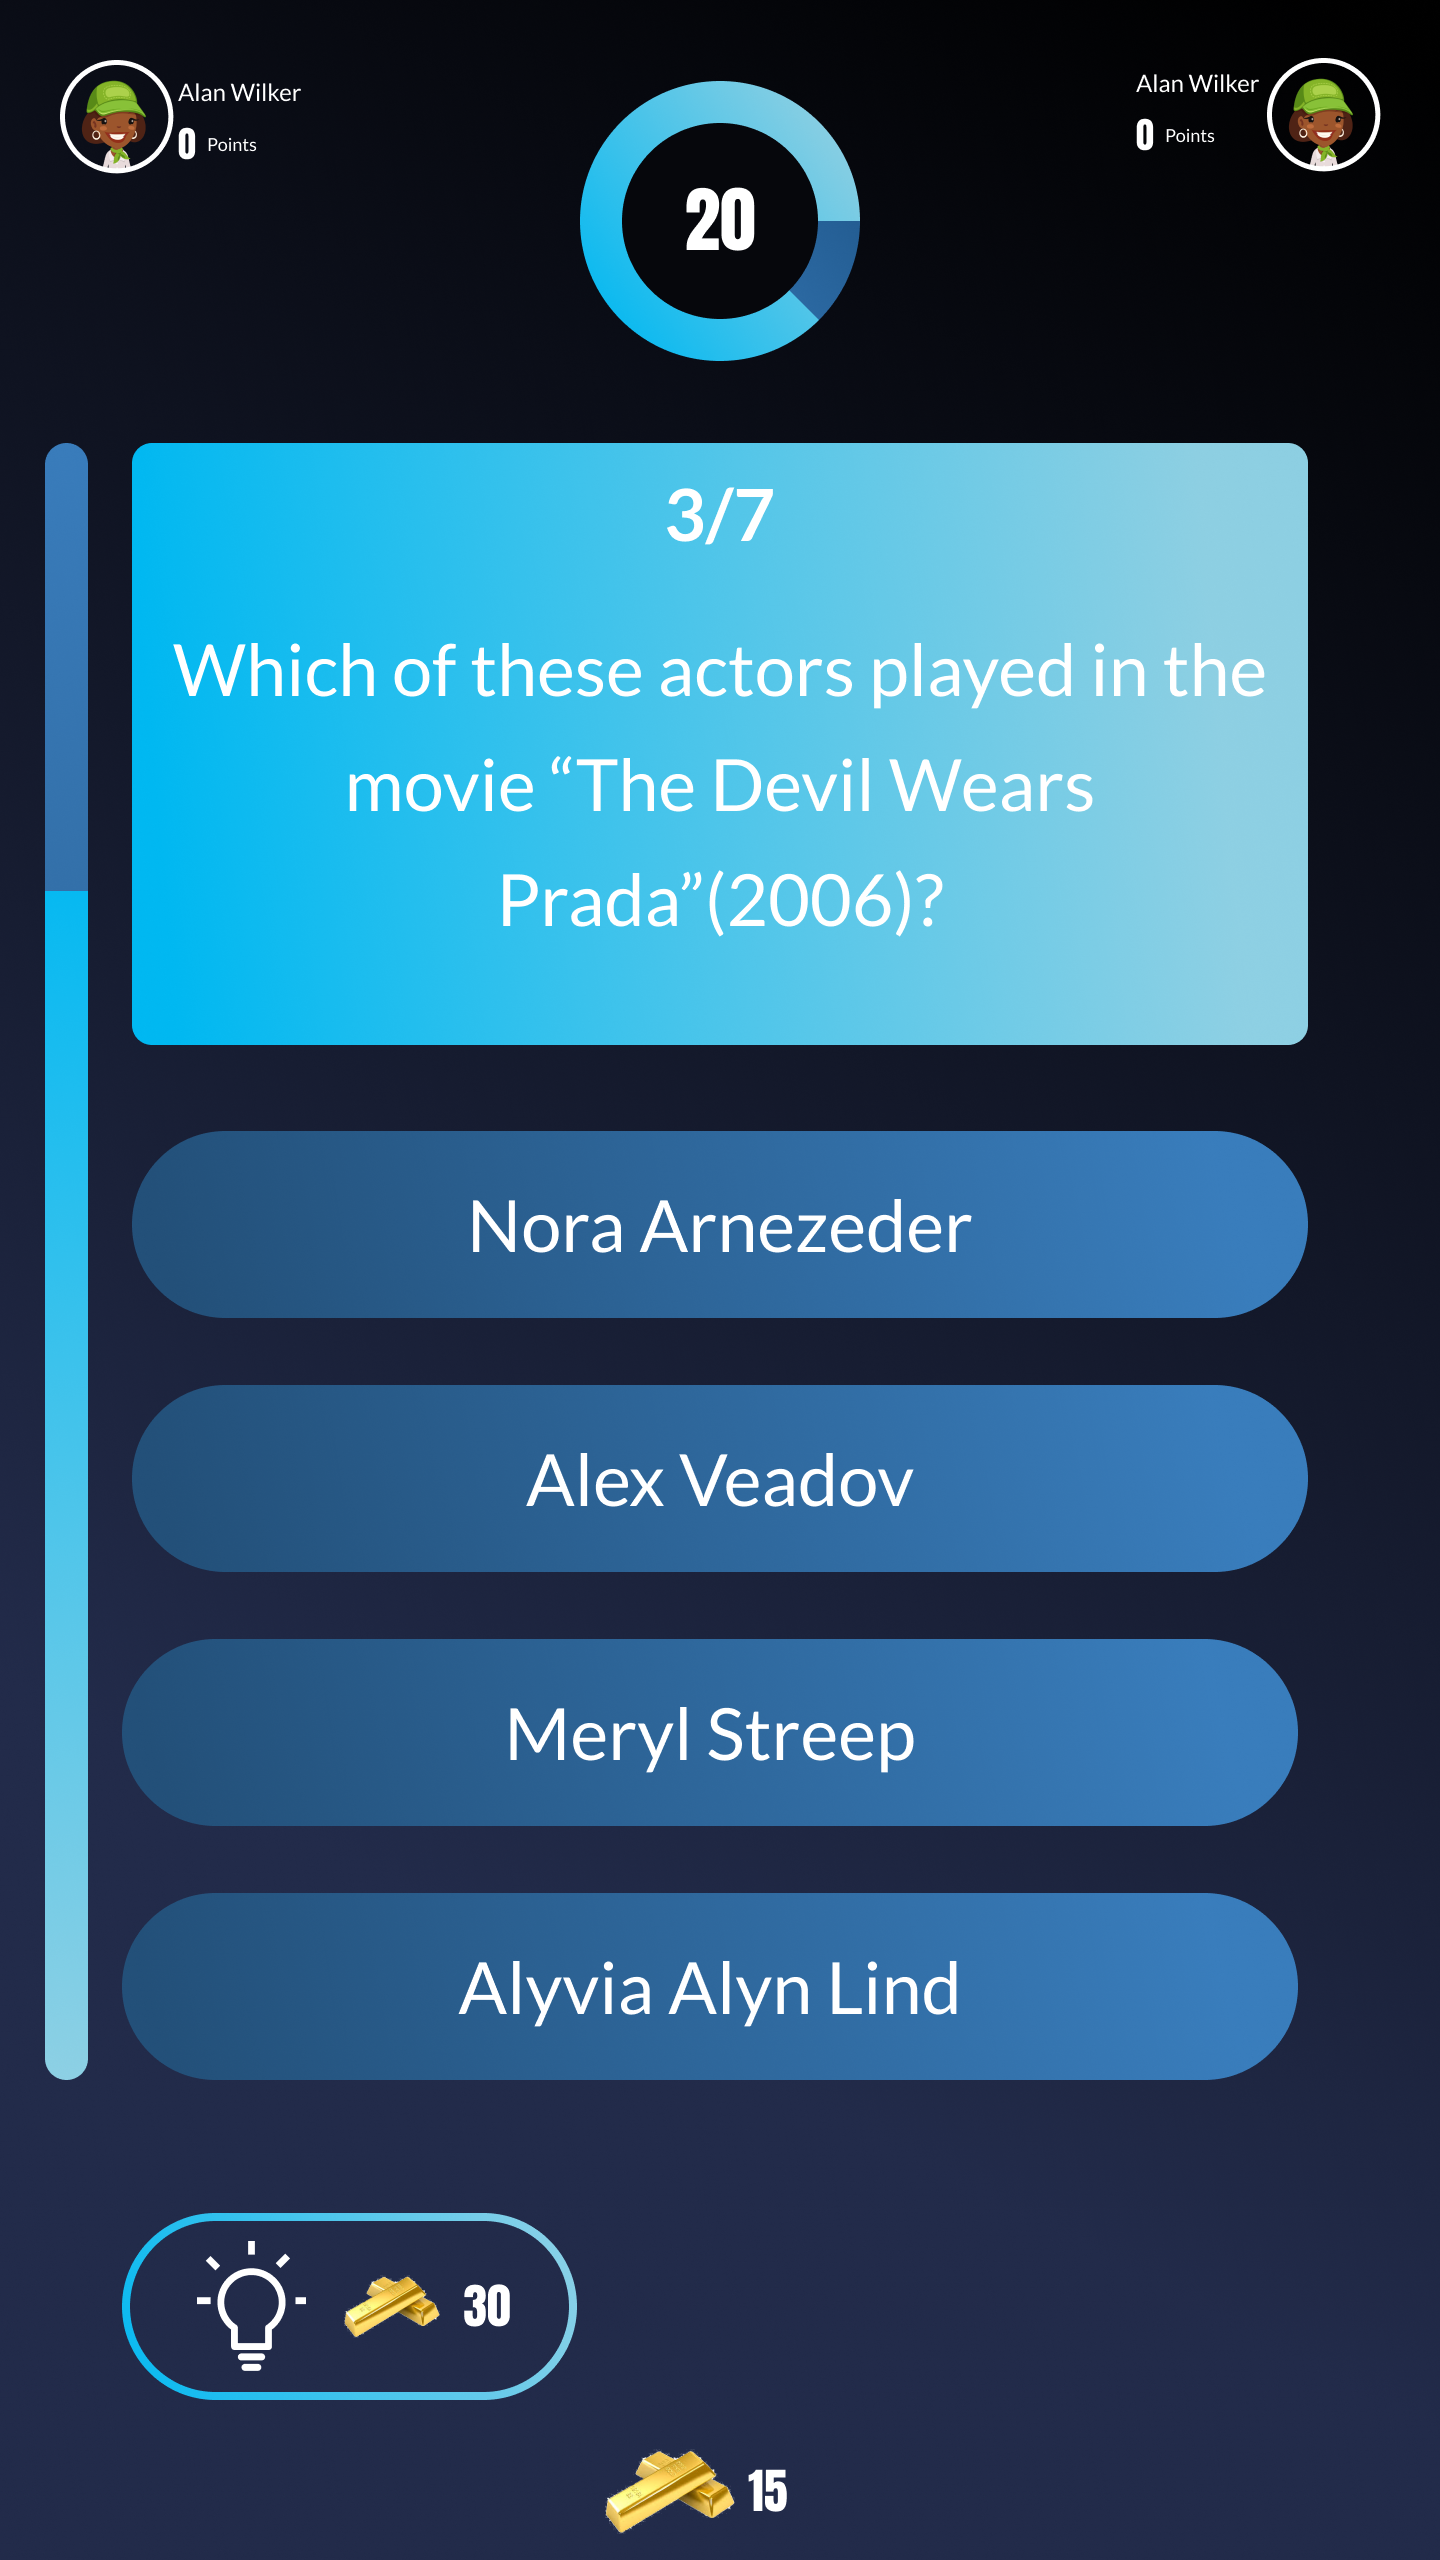 Alan Wilker
0 Points
Alan Wilker
0 Points
20
3/7
Which of these actors played in the
movie “The Devil Wears
Prada”(2006)?
Nora Arnezeder
Alex Veadov
Meryl Streep
Alyvia Alyn Lind
30
15